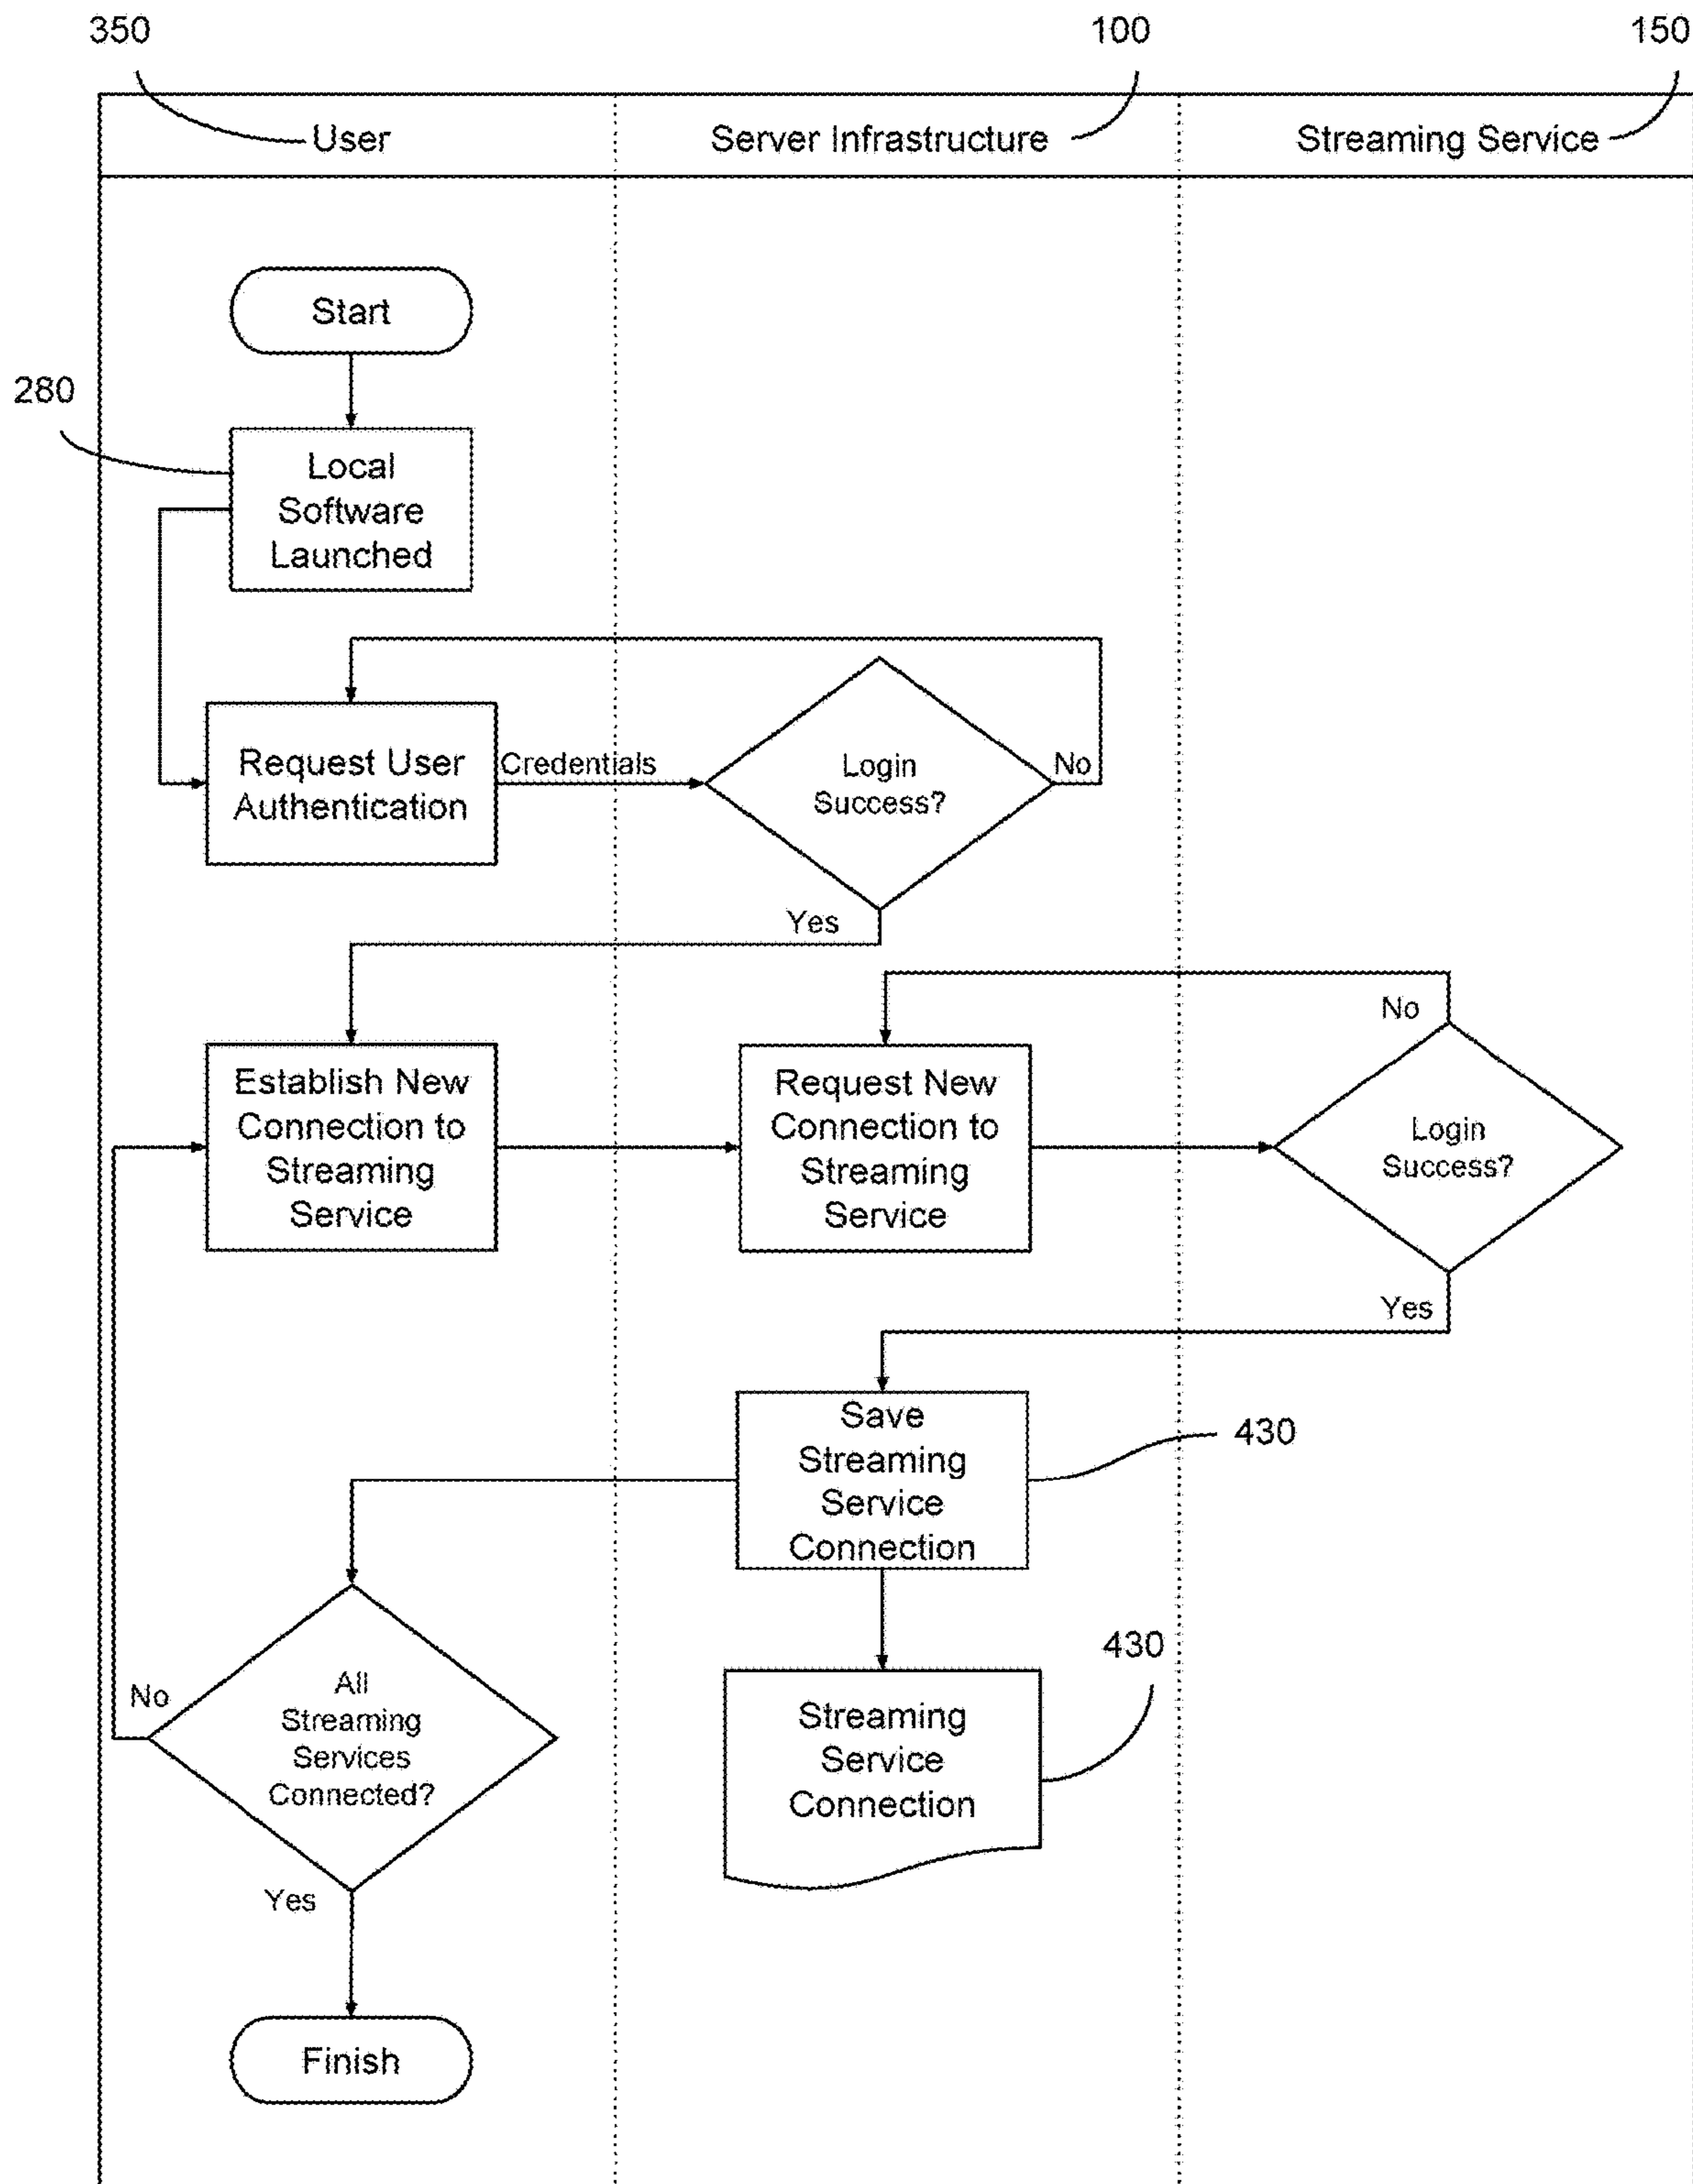 350
100
150
User
Server Infrastructure
Streaming Service
Start
280
Local
Software
Launched
Request User
Authentication
Credentials
Login
Success?
No
Yes
Establish New
Connection to
Streaming
Service
Request New
Connection to
Streaming
Service
No
Login
Success?
Yes
Save
Streaming
Service
Connection
430
430
Streaming
Service
Connection
No
All
Streaming
Services
Connected?
Yes
Finish